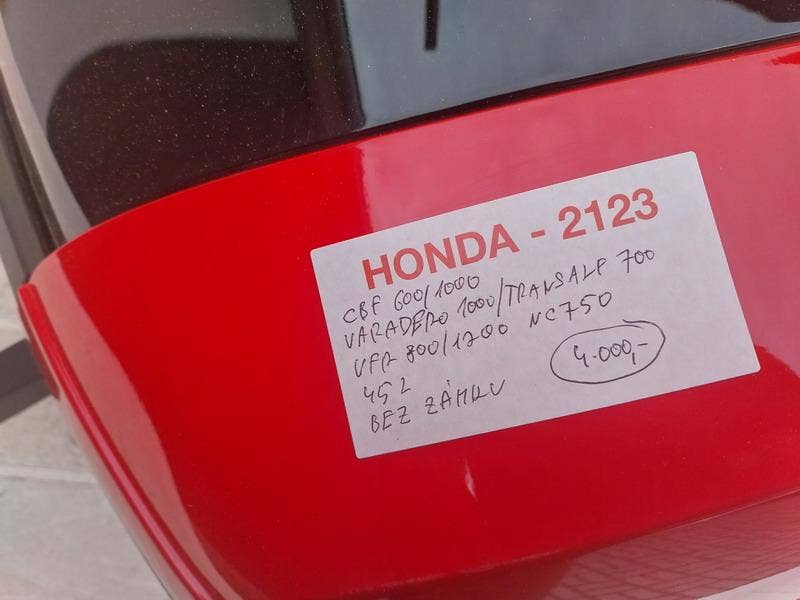 HONDA - 2123
CBF 600/1000
VARADERO 1000/TRANSALP 700
VFR 800/1200 NC750
45 L
BEZ ZÁMKU
4.000,-